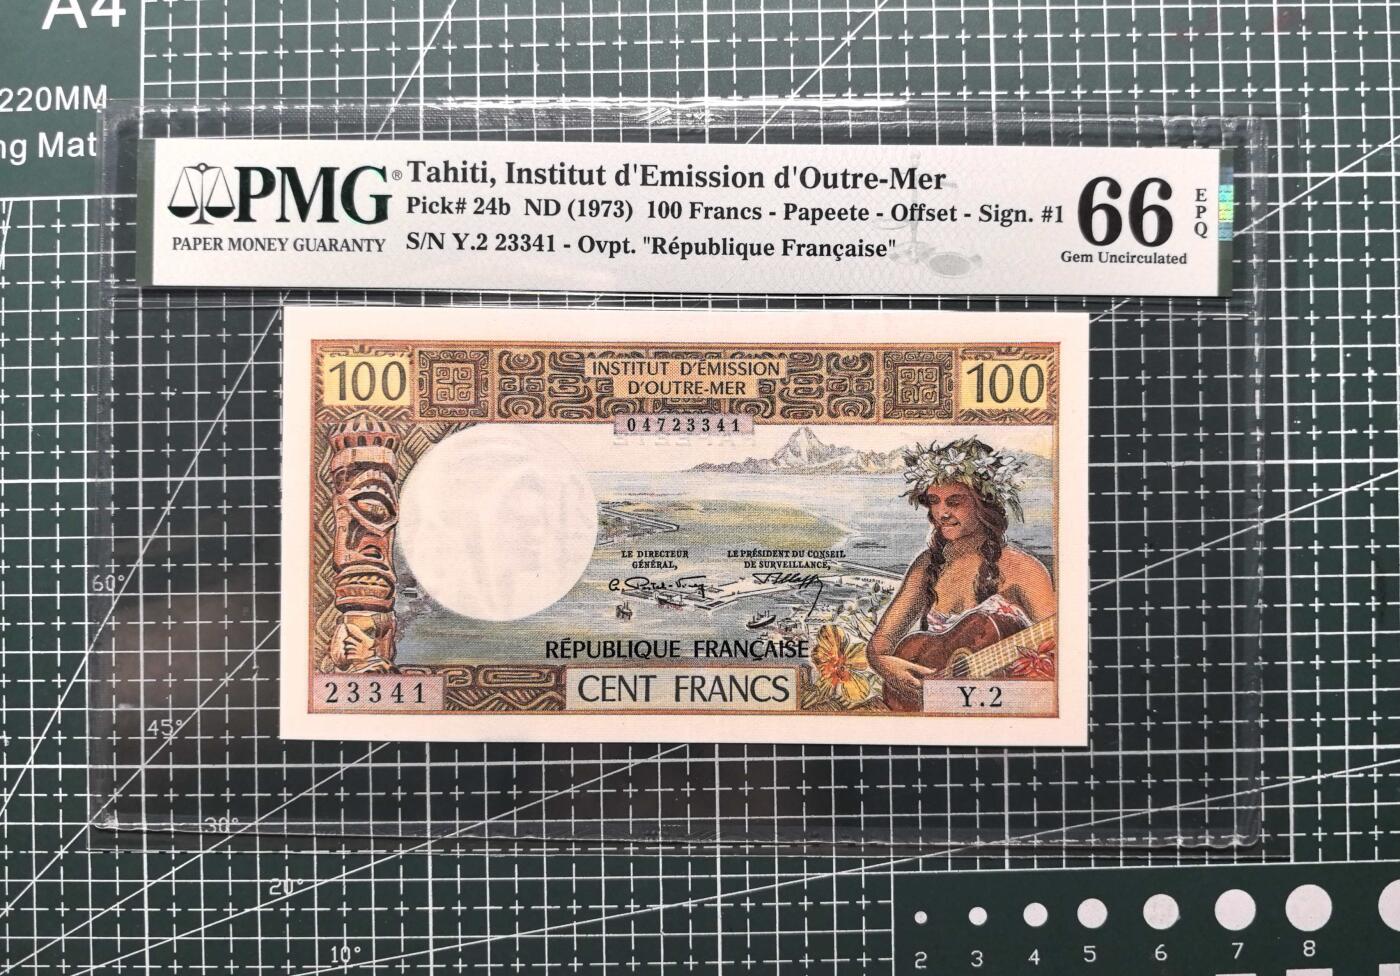 A4
220MM
ng Mat
PMG®
PAPER MONEY GUARANTY
Tahiti, Institut d'Emission d'Outre-Mer
Pick# 24b ND (1973) 100 Francs - Papeete - Offset - Sign. #1
S/N Y.2 23341 - Ovpt. "République Française"
66
EPQ
Gem Uncirculated
100
INSTITUT D'ÉMISSION
D'OUTRE-MER
100
04723341
LE DIRECTEUR
GÉNÉRAL,
LE PRÉSIDENT DU CONSEIL
DE SURVEILLANCE,
RÉPUBLIQUE FRANÇAISE
23341
CENT FRANCS
Y.2
60°
45°
30°
20°
10°
2 3 4 5 6 7 8